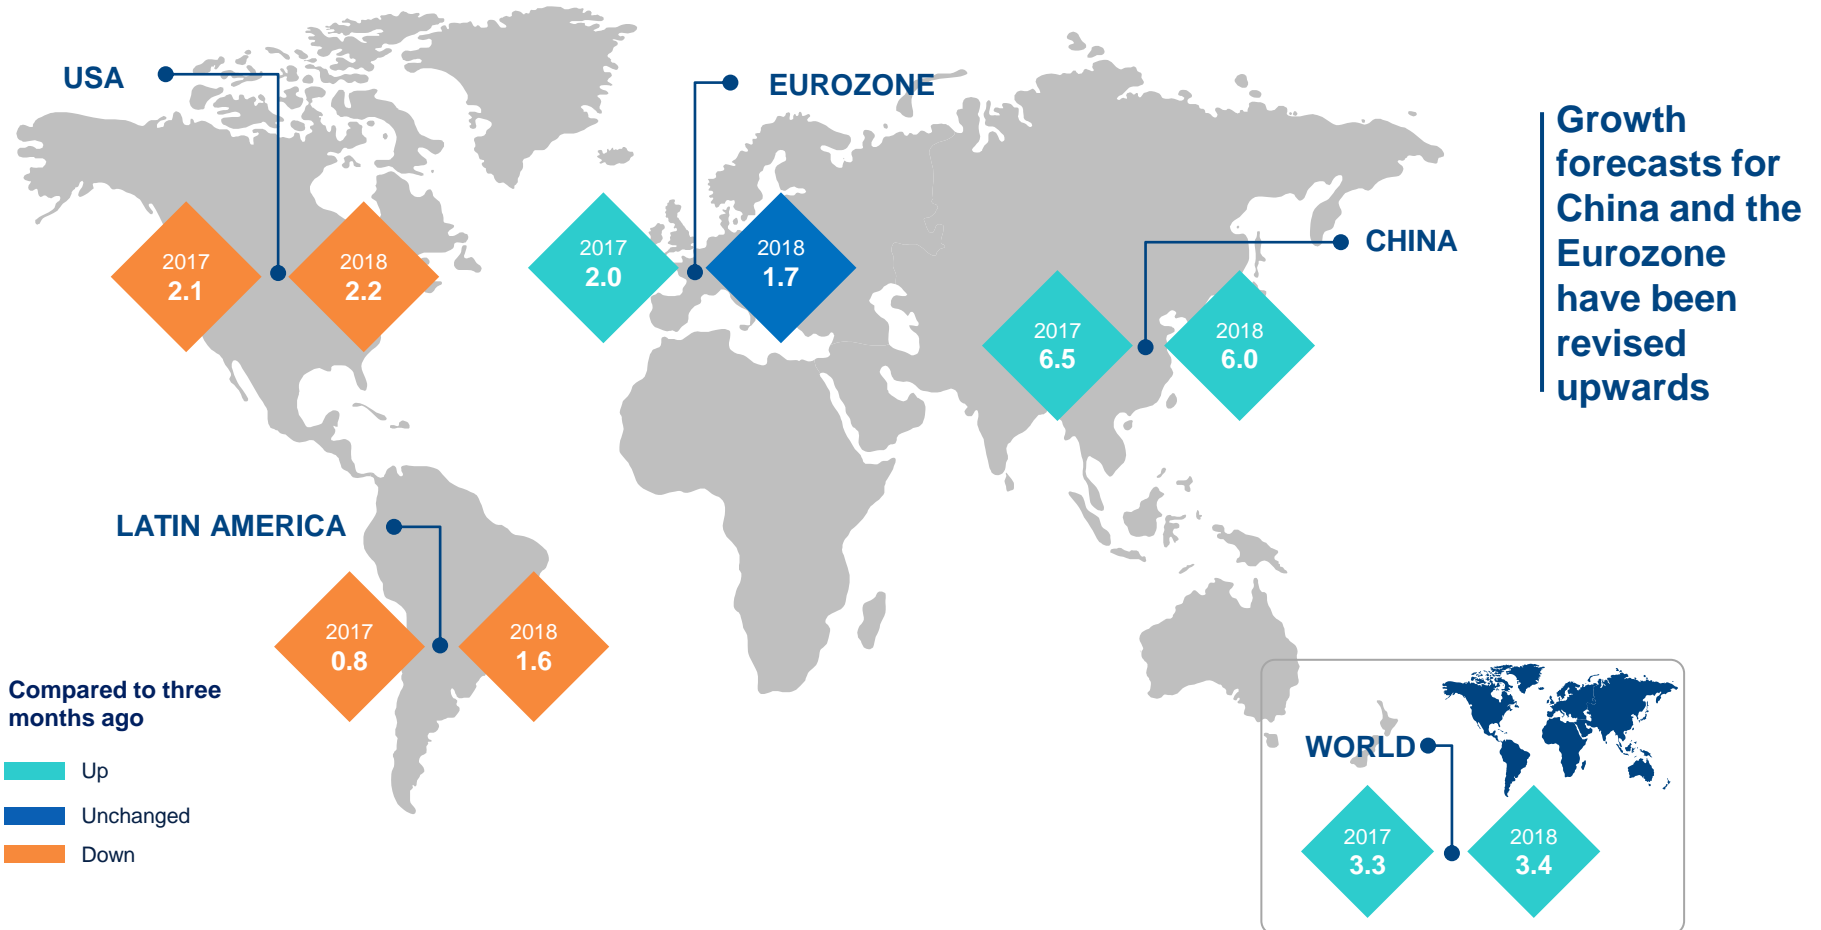 USA
EUROZONE
Growth
forecasts for
China and the
Eurozone
have been
revised
upwards
2017
2.1
2018
2.2
2017
2.0
2018
1.7
CHINA
2017
6.5
2018
6.0
LATIN AMERICA
2017
0.8
2018
1.6
Compared to three
months ago
Up
Unchanged
Down
WORLD
2017
3.3
2018
3.4